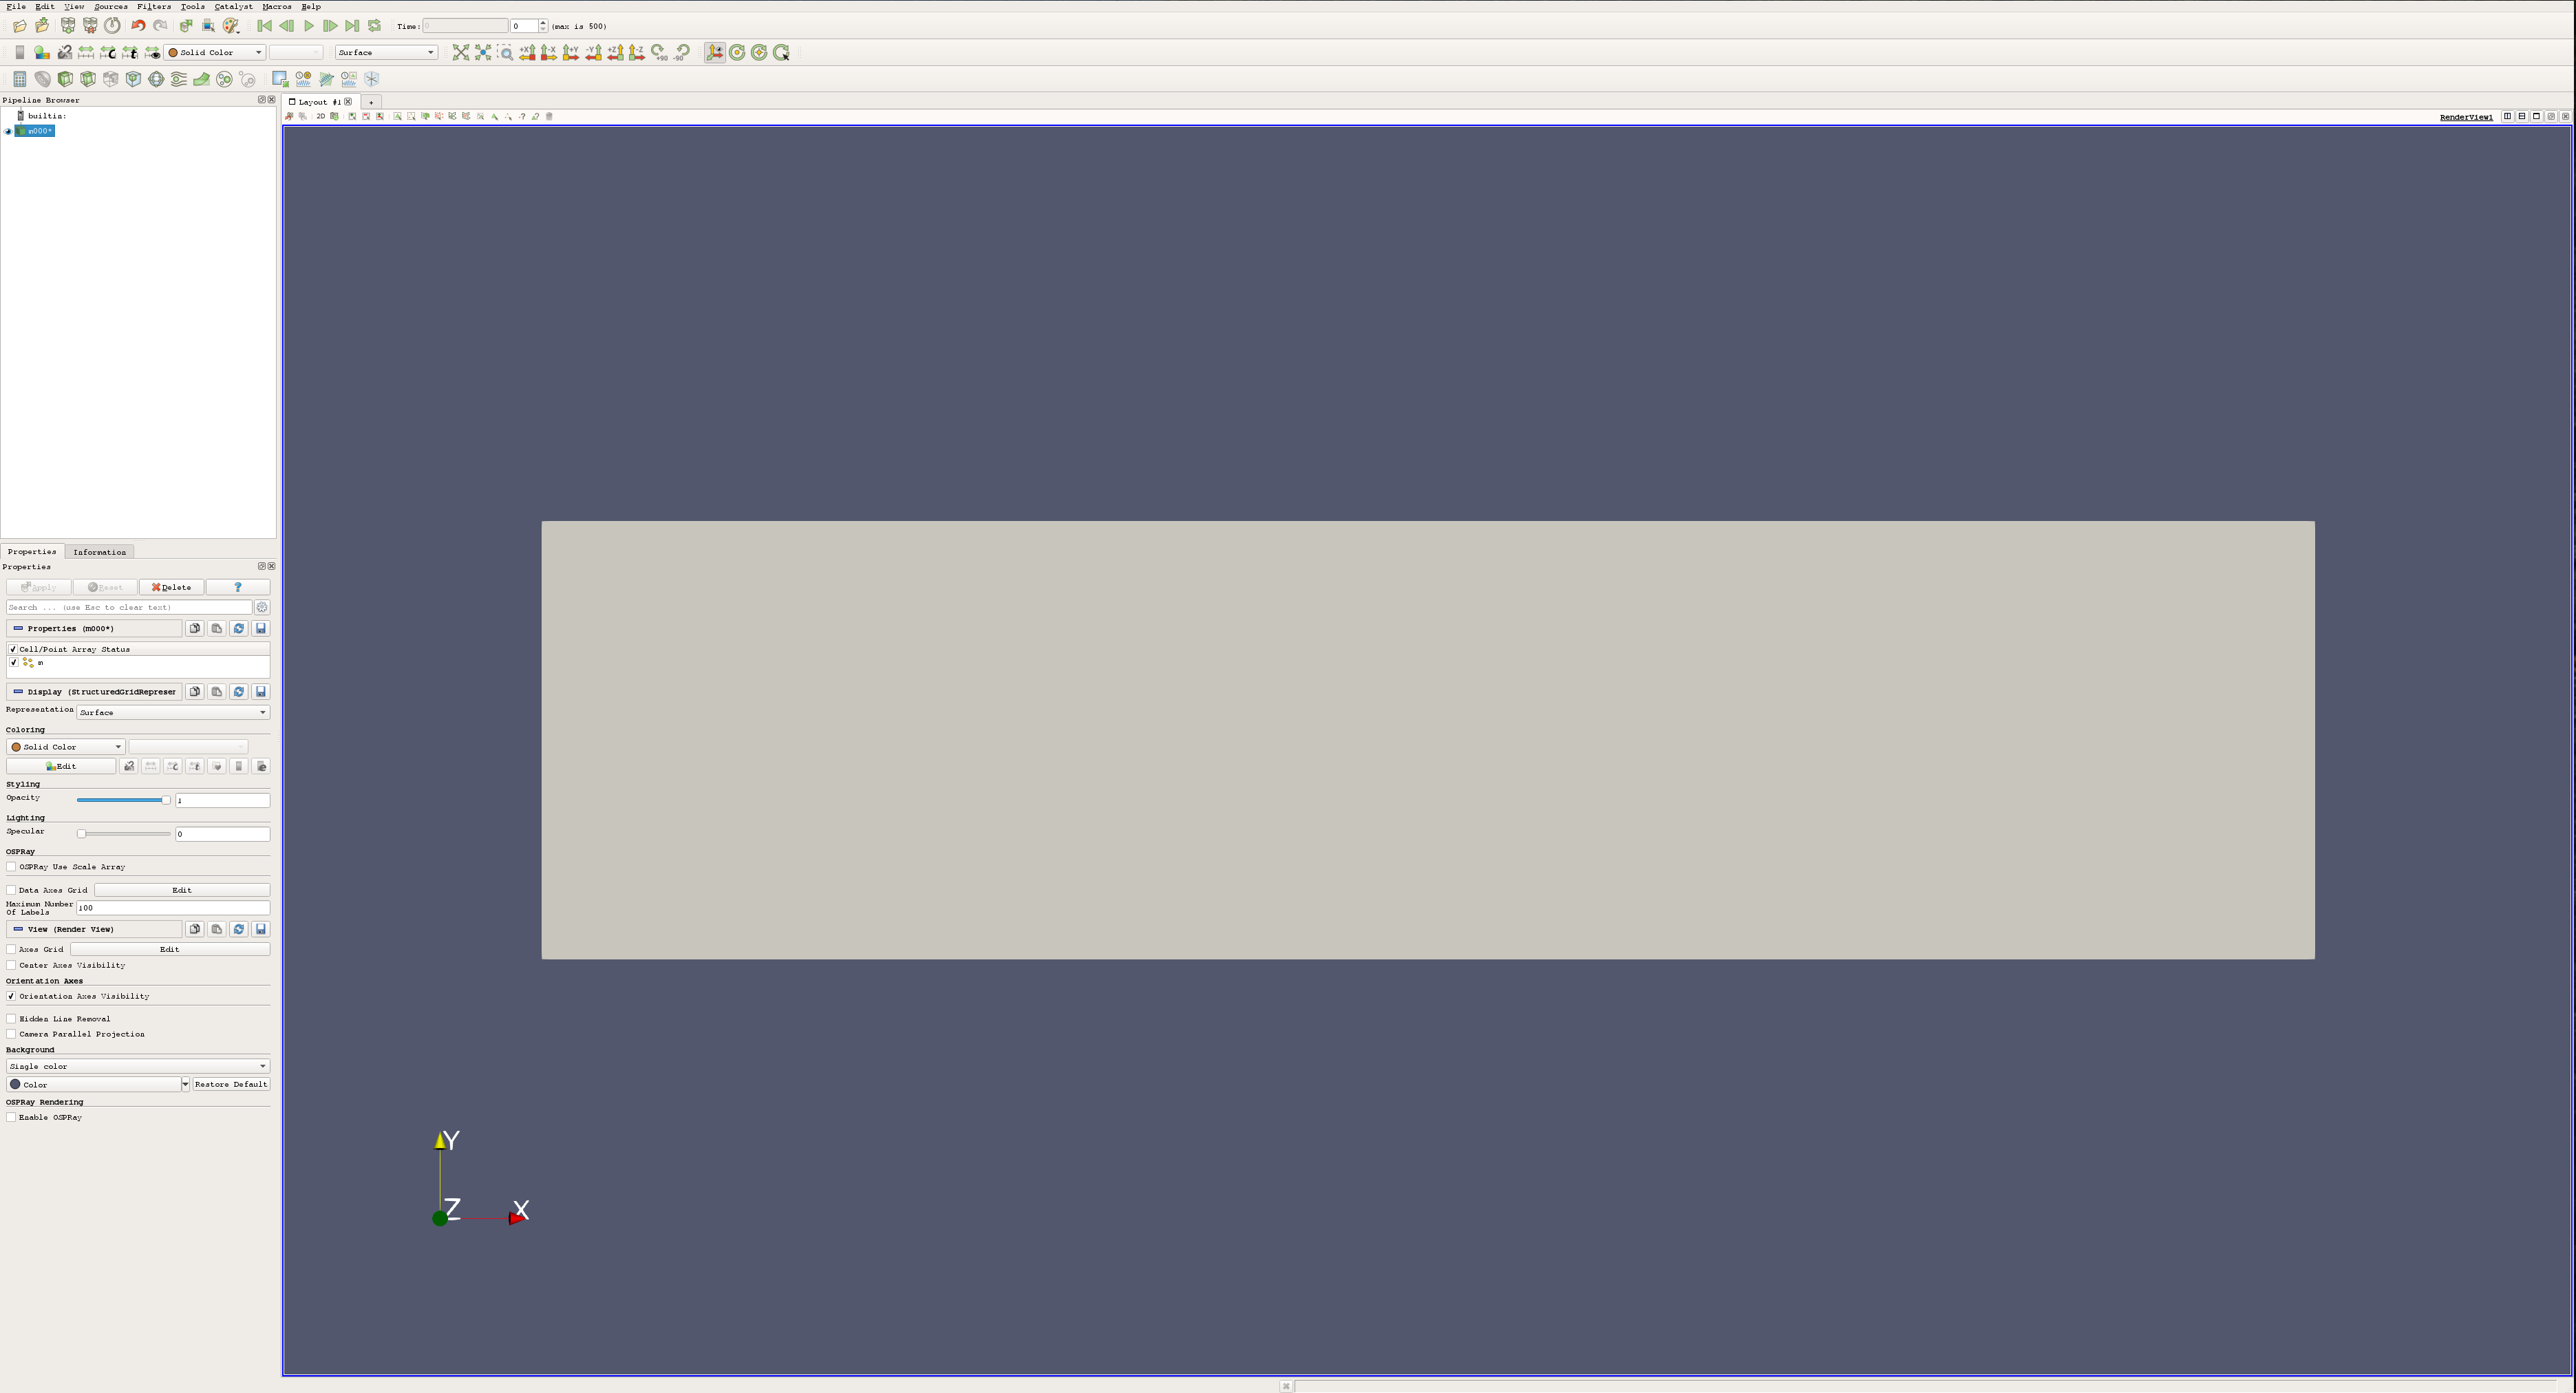 File Edit View Sources Filters Tools Catalyst Macros Help
Time: 0 0 (max is 500)
Solid Color Surface
+X -X +Y -Y +Z -Z +90 -90
Pipeline Browser
Layout #1 +
builtin:
2D
RenderView1
m000*
Properties Information
Properties
Apply Reset Delete ?
Search ... (use Esc to clear text)
Properties (m000*)
Cell/Point Array Status
m
Display (StructuredGridRepreser
Representation Surface
Coloring
Solid Color
Edit
Styling
Opacity 1
Lighting
Specular 0
OSPRay
OSPRay Use Scale Array
Data Axes Grid Edit
Maximum Number
Of Labels 100
View (Render View)
Axes Grid Edit
Center Axes Visibility
Orientation Axes
Orientation Axes Visibility
Hidden Line Removal
Camera Parallel Projection
Background
Single color
Color Restore Default
OSPRay Rendering
Enable OSPRay
Y
Z X